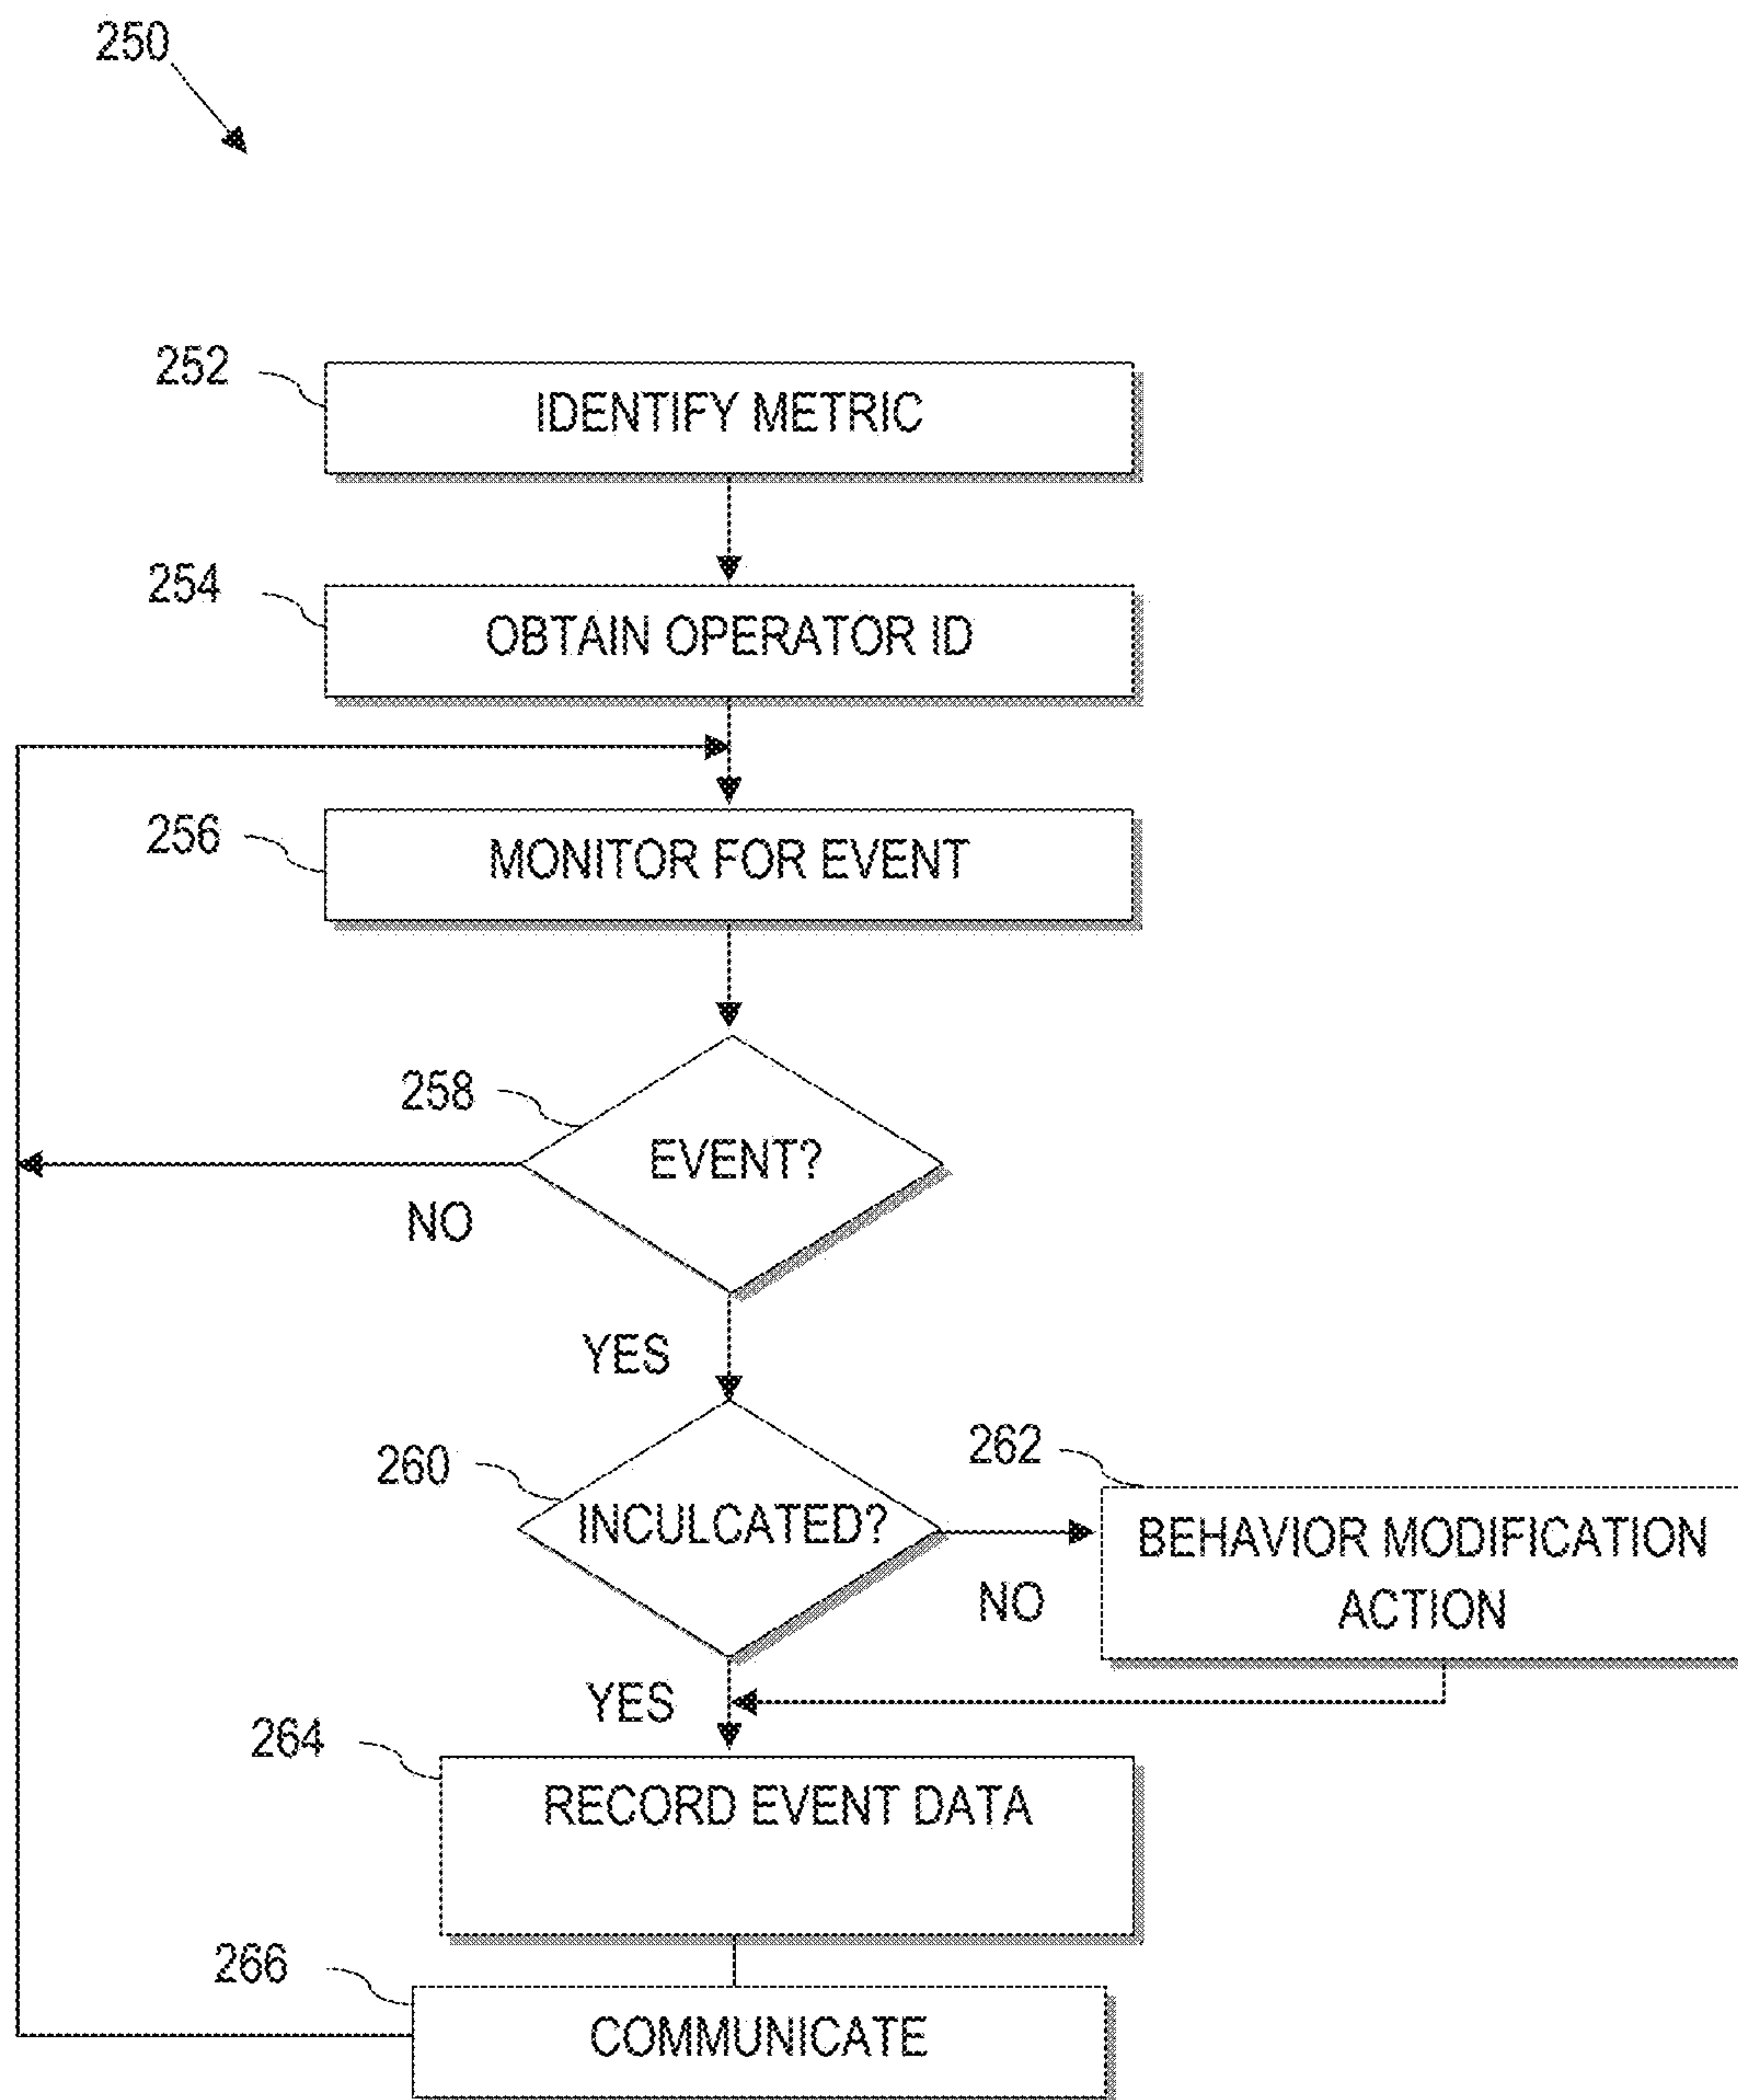 250
252
IDENTIFY METRIC
254
OBTAIN OPERATOR ID
256
MONITOR FOR EVENT
258
EVENT?
NO
YES
260
INCULCATED?
262
BEHAVIOR MODIFICATION
ACTION
NO
YES
264
RECORD EVENT DATA
266
COMMUNICATE